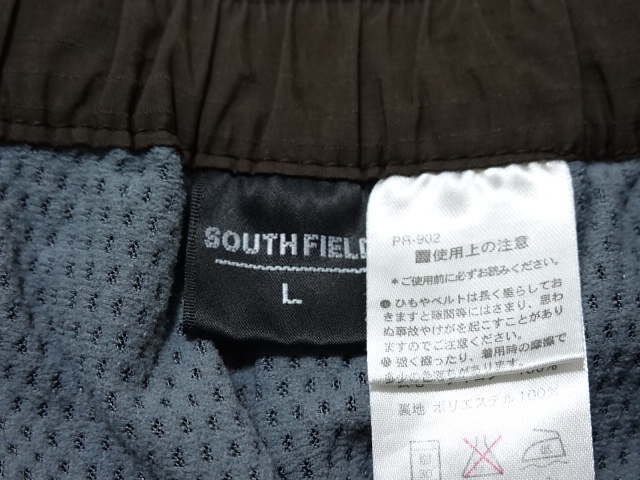 SOUTH FIELD
L
PR-902
使用上の注意
*ご使用前に必ずお読みください。
ひもやベルトは長く垂らしてお
きますと隙間等にはさまり、思わ
ぬ事故やけがを起こすことがあり
ますのでご注意ください。
強く擦ったり、着用時の摩擦で
100%
裏地 ポリエステル100%